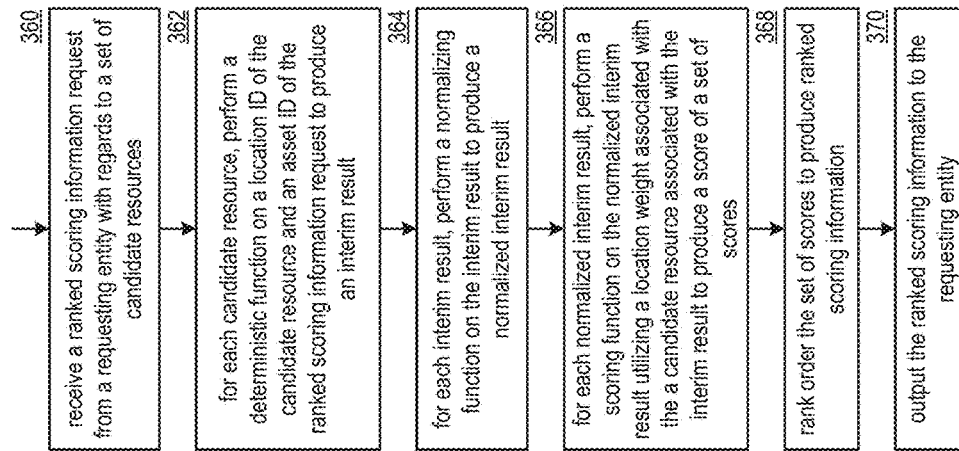 360
receive a ranked scoring information request
from a requesting entity with regards to a set of
candidate resources
362
for each candidate resource, perform a
deterministic function on a location ID of the
candidate resource and an asset ID of the
ranked scoring information request to produce
an interim result
364
for each interim result, perform a normalizing
function on the interim result to produce a
normalized interim result
366
for each normalized interim result, perform a
scoring function on the normalized interim
result utilizing a location weight associated with
the a candidate resource associated with the
interim result to produce a score of a set of
scores
368
rank order the set of scores to produce ranked
scoring information
370
output the ranked scoring information to the
requesting entity